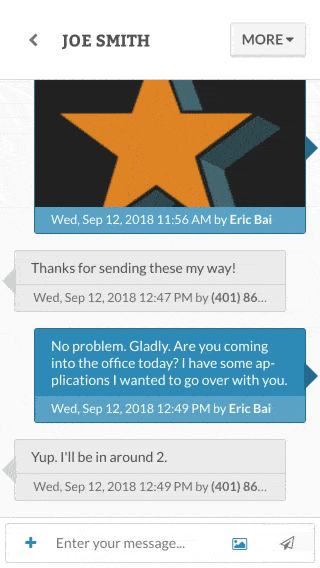 JOE SMITH
MORE
Wed, Sep 12, 2018 11:56 AM by Eric Bai
Thanks for sending these my way!
Wed, Sep 12, 2018 12:47 PM by (401) 86...
No problem. Gladly. Are you coming
into the office today? I have some ap-
plications I wanted to go over with you.
Wed, Sep 12, 2018 12:49 PM by Eric Bai
Yup. I'll be in around 2.
Wed, Sep 12, 2018 12:49 PM by (401) 86...
Enter your message...